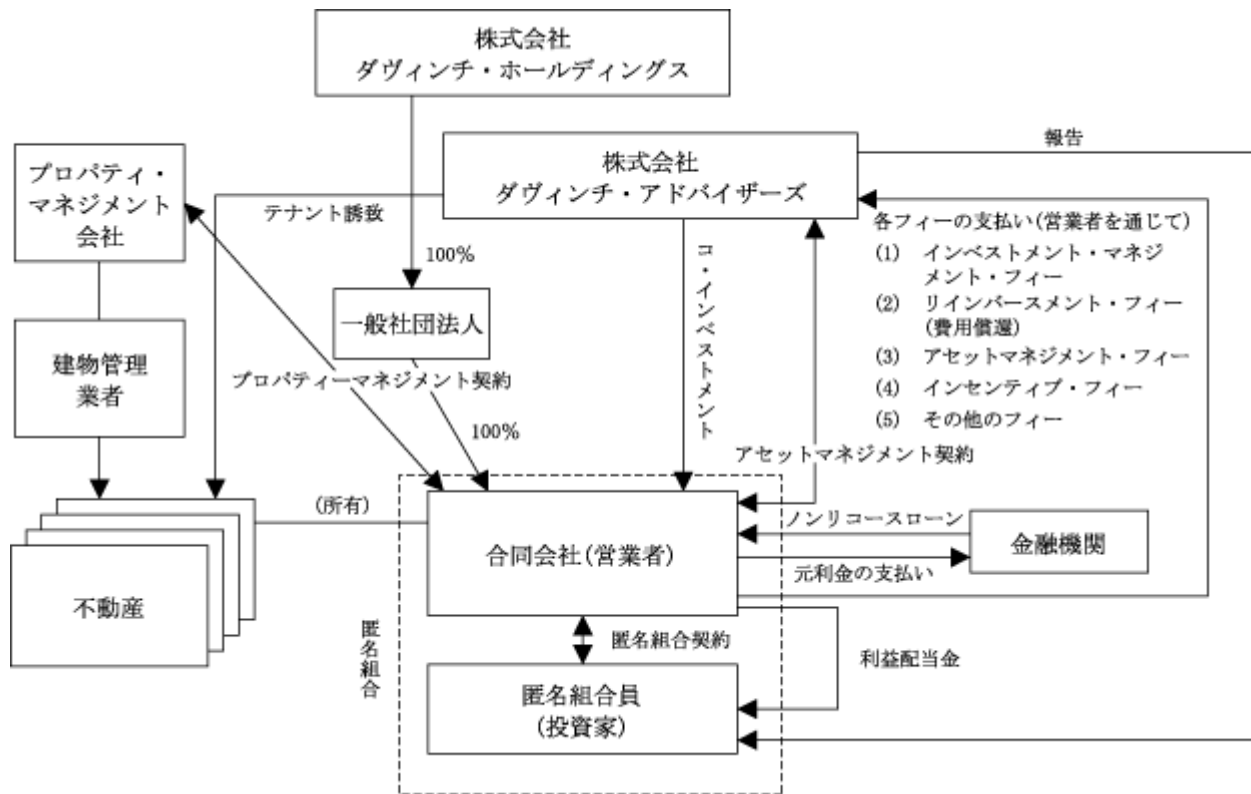 株式会社
ダヴィンチ・ホールディングス
株式会社
ダヴィンチ・アドバイザーズ
報告
プロパティ・
マネジメント
会社
テナント誘致
各フィーの支払い(営業者を通じて)
(1) インベストメント・マネジ
メント・フィー
(2) リインバースメント・フィー
(費用償還)
(3) アセットマネジメント・フィー
(4) インセンティブ・フィー
(5) その他のフィー
100%
コ・インベストメント
一般社団法人
建物管理
業者
プロパティーマネジメント契約
100%
アセットマネジメント契約
(所有)
合同会社(営業者)
ノンリコースローン
金融機関
元利金の支払い
不動産
匿名組合
匿名組合契約
利益配当金
匿名組合員
(投資家)